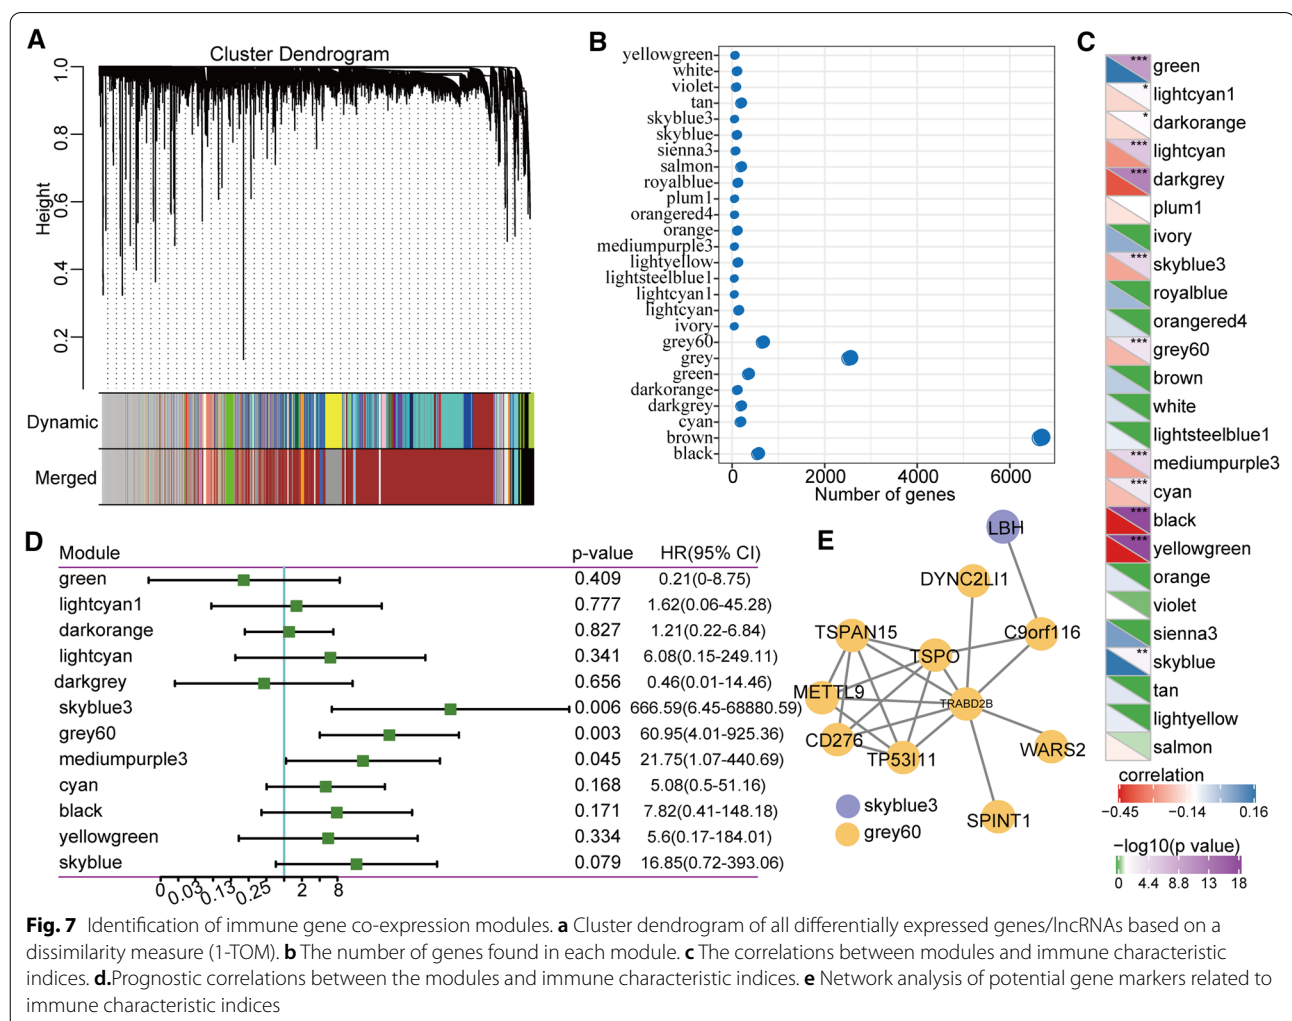 A
Cluster Dendrogram
Height
1.0
0.8
0.6
0.4
0.2
Dynamic
Merged
B
yellowgreen
white
violet
tan
skyblue3
skyblue
sienna3
salmon
royalblue
plum1
orangered4
orange
mediumpurple3
lightyellow
lightsteelblue1
lightcyan1
lightcyan
ivory
grey60
grey
green
darkorange
darkgrey
cyan
brown
black
0 2000 4000 6000
Number of genes
C
*** green
* lightcyan1
* darkorange
*** lightcyan
*** darkgrey
plum1
ivory
*** skyblue3
royalblue
orangered4
*** grey60
brown
white
lightsteelblue1
*** mediumpurple3
*** cyan
*** black
*** yellowgreen
orange
violet
sienna3
** skyblue
tan
lightyellow
salmon
correlation
−0.45 −0.14 0.16
−log10(p value)
0 4.4 8.8 13 18
D
Module p-value HR(95% CI)
green 0.409 0.21(0-8.75)
lightcyan1 0.777 1.62(0.06-45.28)
darkorange 0.827 1.21(0.22-6.84)
lightcyan 0.341 6.08(0.15-249.11)
darkgrey 0.656 0.46(0.01-14.46)
skyblue3 0.006 666.59(6.45-68880.59)
grey60 0.003 60.95(4.01-925.36)
mediumpurple3 0.045 21.75(1.07-440.69)
cyan 0.168 5.08(0.5-51.16)
black 0.171 7.82(0.41-148.18)
yellowgreen 0.334 5.6(0.17-184.01)
skyblue 0.079 16.85(0.72-393.06)
0 0.03 0.13 0.25 2 8
E
LBH
DYNC2LI1
TSPAN15
C9orf116
TSPO
METTL9
TRABD2B
CD276
TP53I11
WARS2
SPINT1
skyblue3
grey60
Fig. 7 Identification of immune gene co-expression modules. a Cluster dendrogram of all differentially expressed genes/lncRNAs based on a
dissimilarity measure (1-TOM). b The number of genes found in each module. c The correlations between modules and immune characteristic
indices. d.Prognostic correlations between the modules and immune characteristic indices. e Network analysis of potential gene markers related to
immune characteristic indices